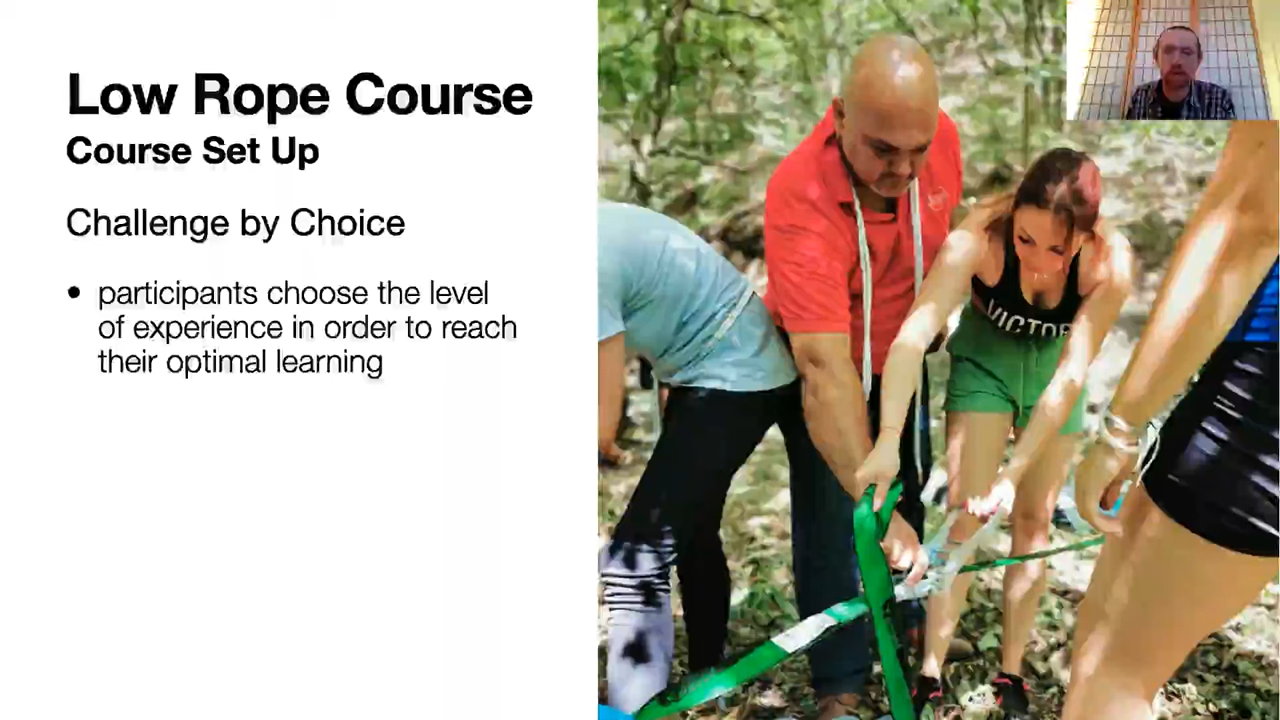 Low Rope Course
Course Set Up
Challenge by Choice
• participants choose the level
of experience in order to reach
their optimal learning
VICTOR